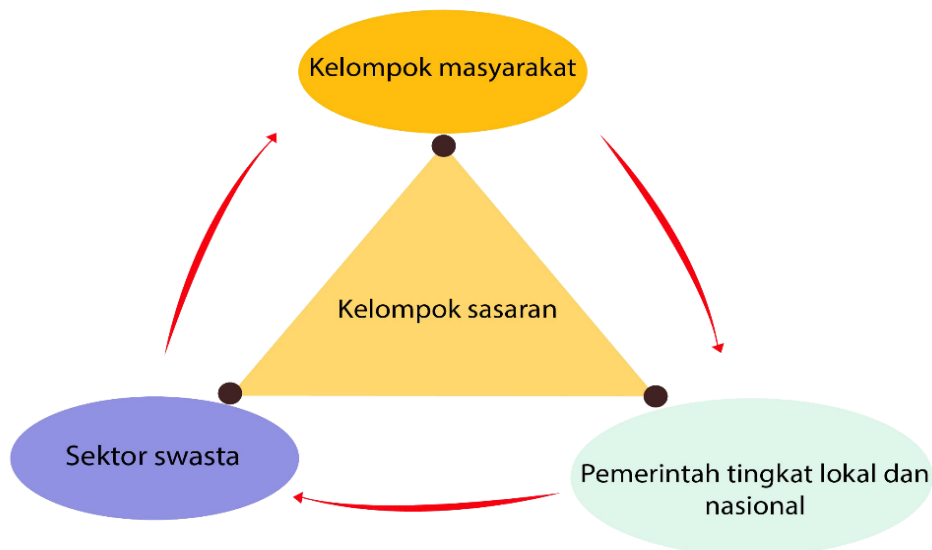 Kelompok masyarakat
Kelompok sasaran
Sektor swasta
Pemerintah tingkat lokal dan
nasional